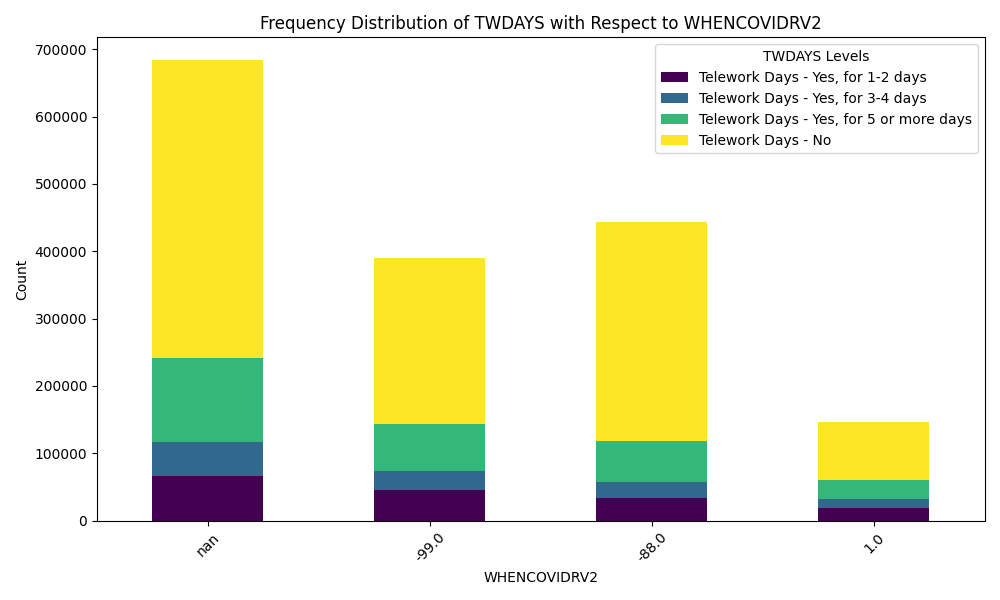 Frequency Distribution of TWDAYS with Respect to WHENCOVIDRV2
TWDAYS Levels
Telework Days - Yes, for 1-2 days
Telework Days - Yes, for 3-4 days
Telework Days - Yes, for 5 or more days
Telework Days - No
Count
700000
600000
500000
400000
300000
200000
100000
0
nan
-99.0
-88.0
1.0
WHENCOVIDRV2